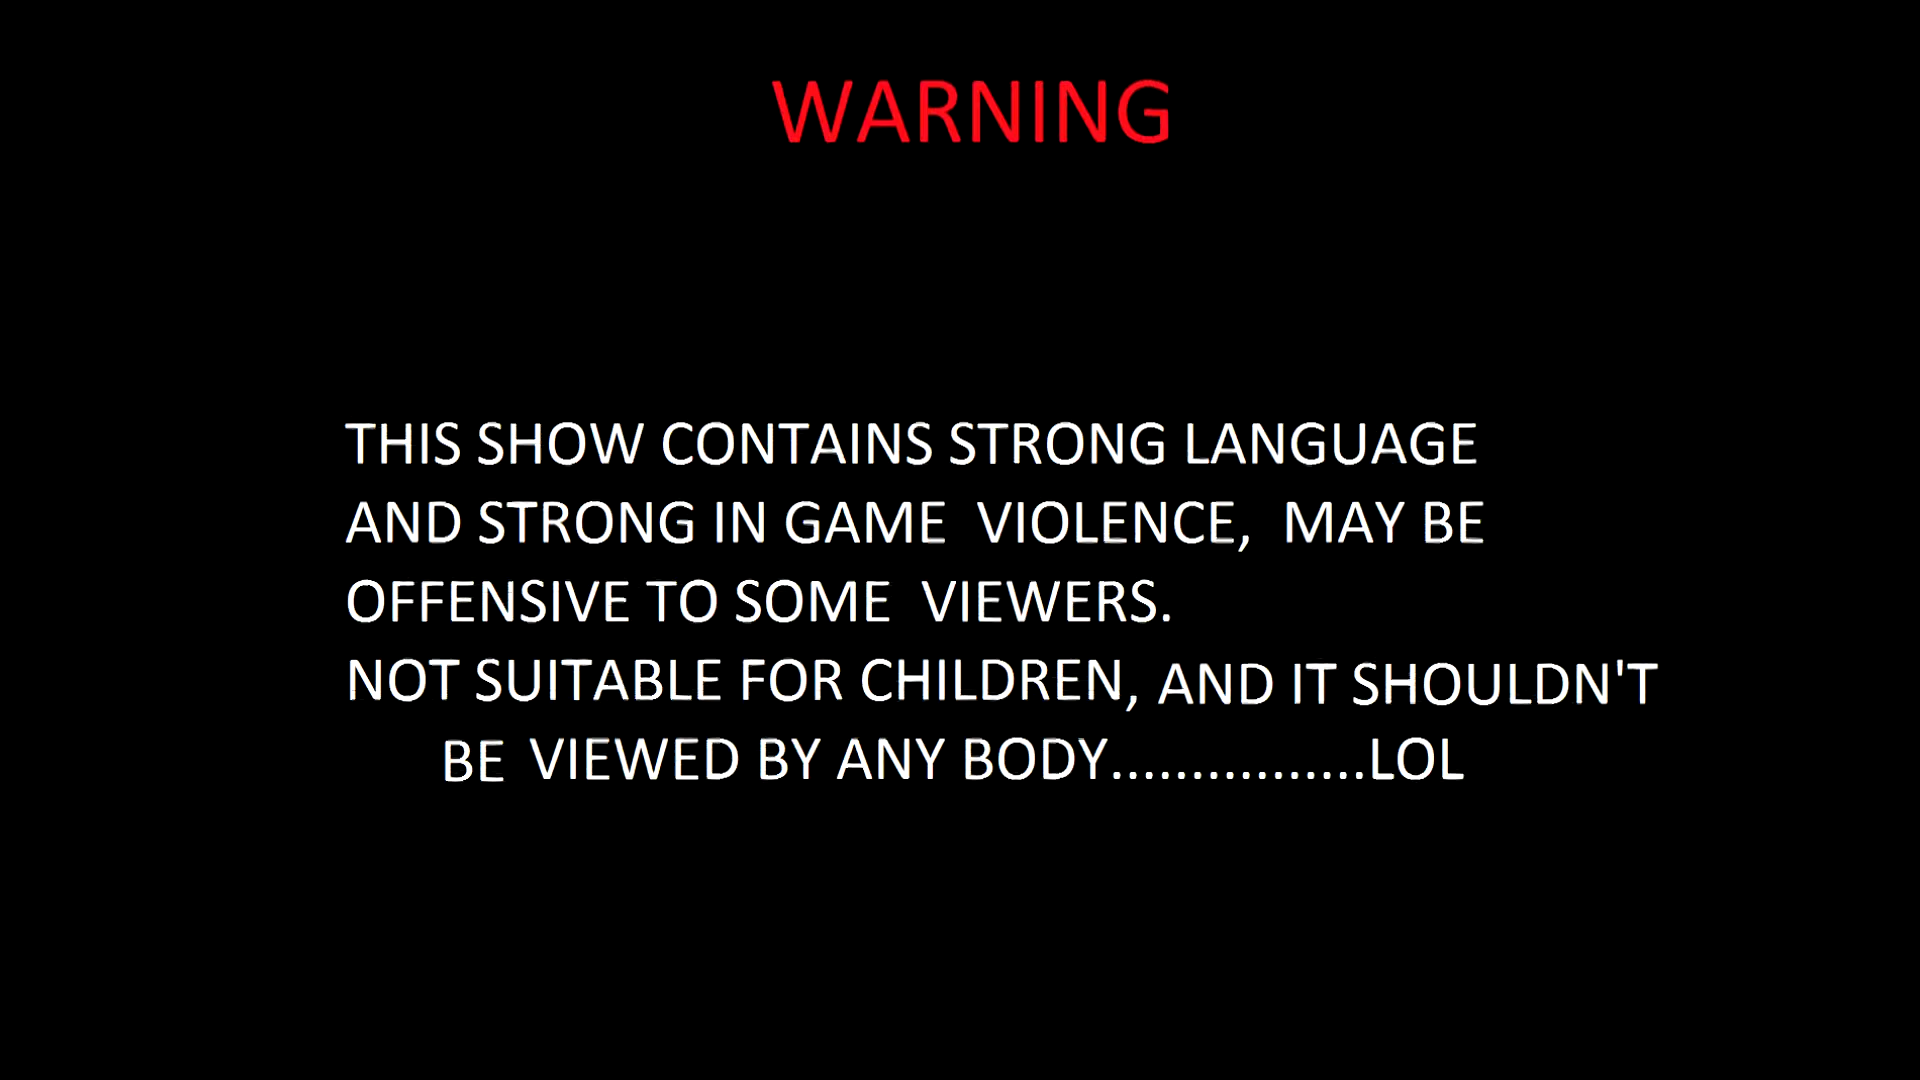 WARNING
THIS SHOW CONTAINS STRONG LANGUAGE
AND STRONG IN GAME VIOLENCE, MAY BE
OFFENSIVE TO SOME VIEWERS.
NOT SUITABLE FOR CHILDREN, AND IT SHOULDN'T
BE VIEWED BY ANY BODY................LOL